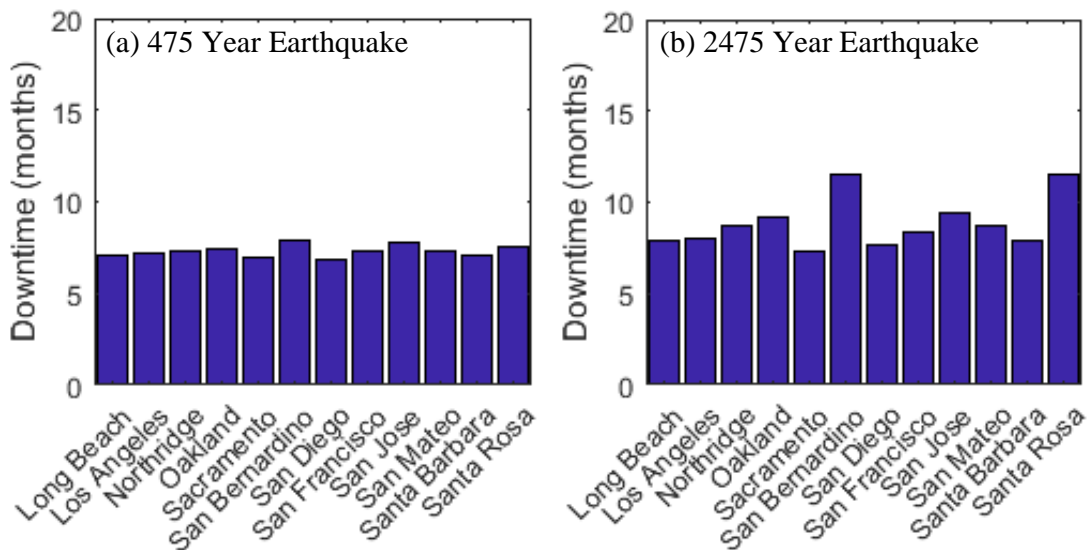 (a) 475 Year Earthquake
Downtime (months)
20
15
10
5
0
Long Beach
Los Angeles
Northridge
Oakland
Sacramento
San Bernardino
San Diego
San Francisco
San Jose
San Mateo
Santa Barbara
Santa Rosa
(b) 2475 Year Earthquake
Downtime (months)
20
15
10
5
0
Long Beach
Los Angeles
Northridge
Oakland
Sacramento
San Bernardino
San Diego
San Francisco
San Jose
San Mateo
Santa Barbara
Santa Rosa